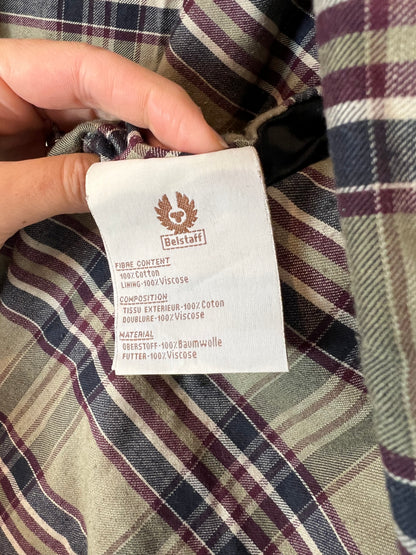 Belstaff
FIBRE CONTENT
100%Cotton
LINING-100%Viscose
COMPOSITION
TISSU EXTERIEUR-100%Coton
DOUBLURE-100%Viscose
MATERIAL
OBERSTOFF-100%Baumwolle
FUTTER-100%Viscose